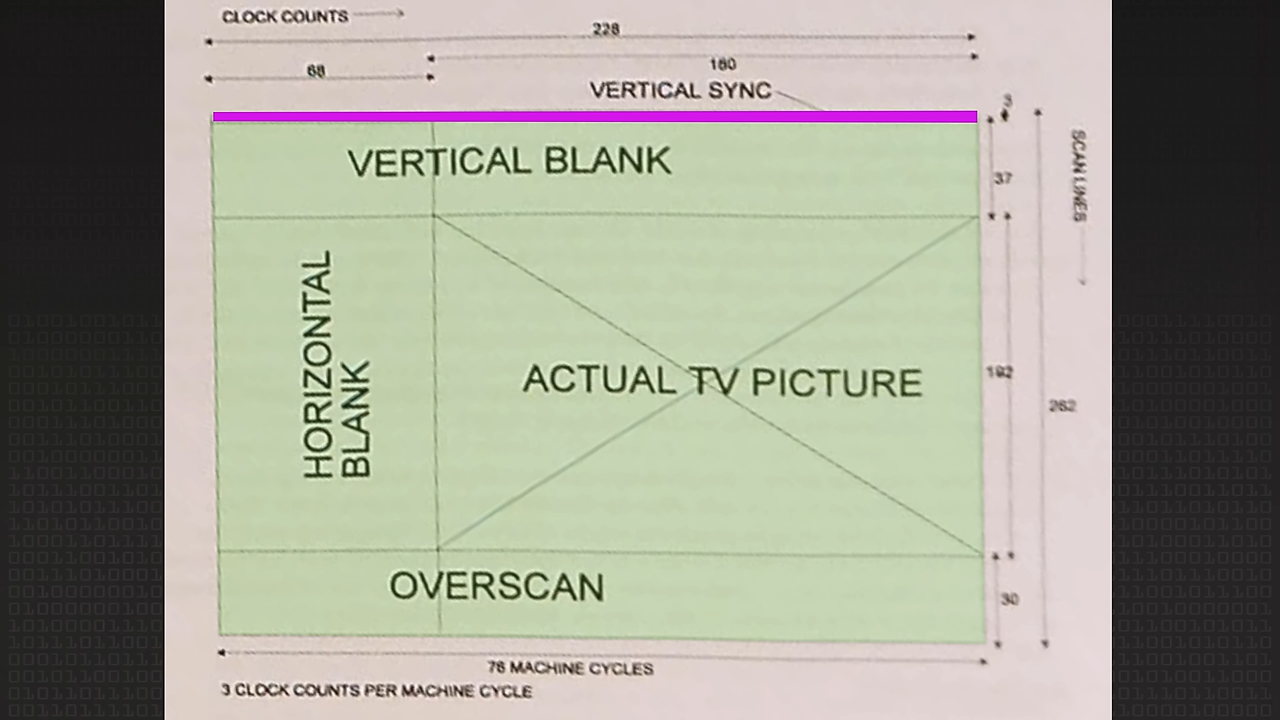 CLOCK COUNTS
228
160
68
VERTICAL SYNC
3
VERTICAL BLANK
37
SCAN LINES
HORIZONTAL
BLANK
ACTUAL TV PICTURE
192
262
OVERSCAN
30
76 MACHINE CYCLES
3 CLOCK COUNTS PER MACHINE CYCLE